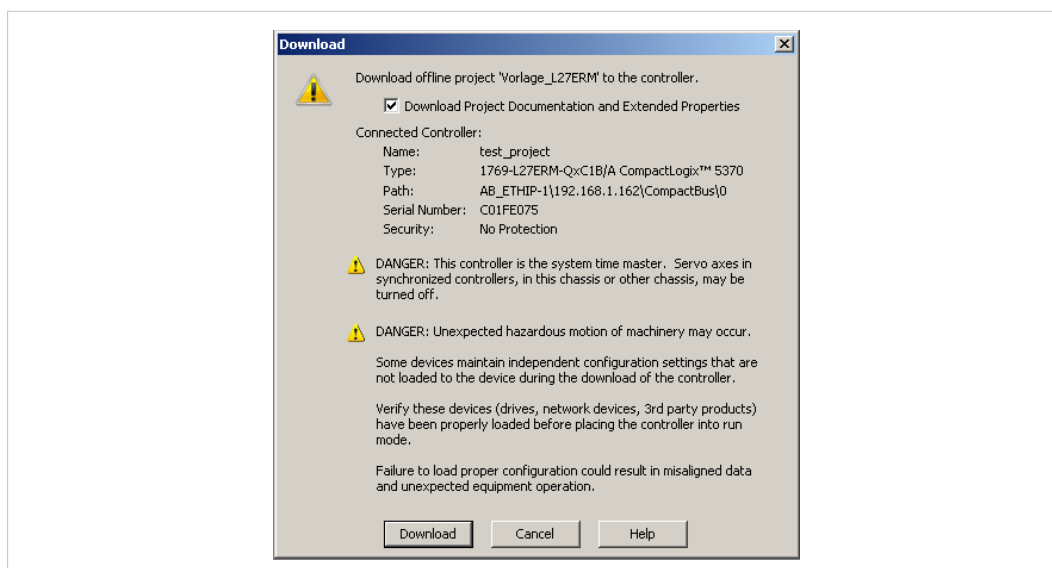 Download
Download offline project 'Vorlage_L27ERM' to the controller.
Download Project Documentation and Extended Properties
Connected Controller:
Name: test_project
Type: 1769-L27ERM-QxC1B/A CompactLogix™ 5370
Path: AB_ETHIP-1\192.168.1.162\CompactBus\0
Serial Number: C01FE075
Security: No Protection
DANGER: This controller is the system time master. Servo axes in
synchronized controllers, in this chassis or other chassis, may be
turned off.
DANGER: Unexpected hazardous motion of machinery may occur.
Some devices maintain independent configuration settings that are
not loaded to the device during the download of the controller.
Verify these devices (drives, network devices, 3rd party products)
have been properly loaded before placing the controller into run
mode.
Failure to load proper configuration could result in misaligned data
and unexpected equipment operation.
Download Cancel Help